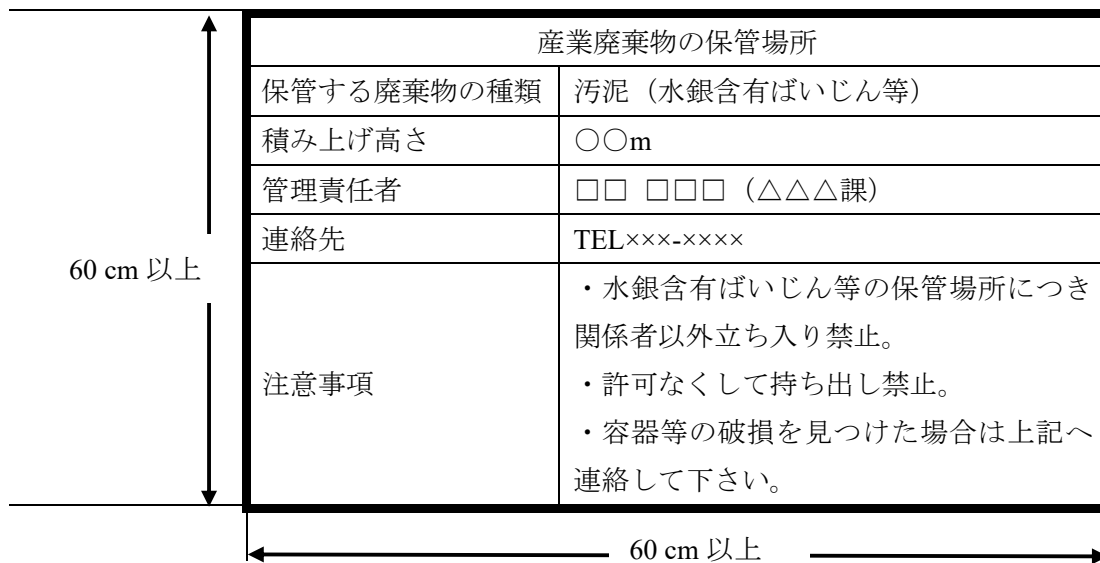 産業廃棄物の保管場所
保管する廃棄物の種類 汚泥（水銀含有ばいじん等）
積み上げ高さ ○○m
管理責任者 □□ □□□（△△△課）
連絡先 TEL×××-××××
60 cm 以上
注意事項
・水銀含有ばいじん等の保管場所につき
関係者以外立ち入り禁止。
・許可なくして持ち出し禁止。
・容器等の破損を見つけた場合は上記へ
連絡して下さい。
60 cm 以上